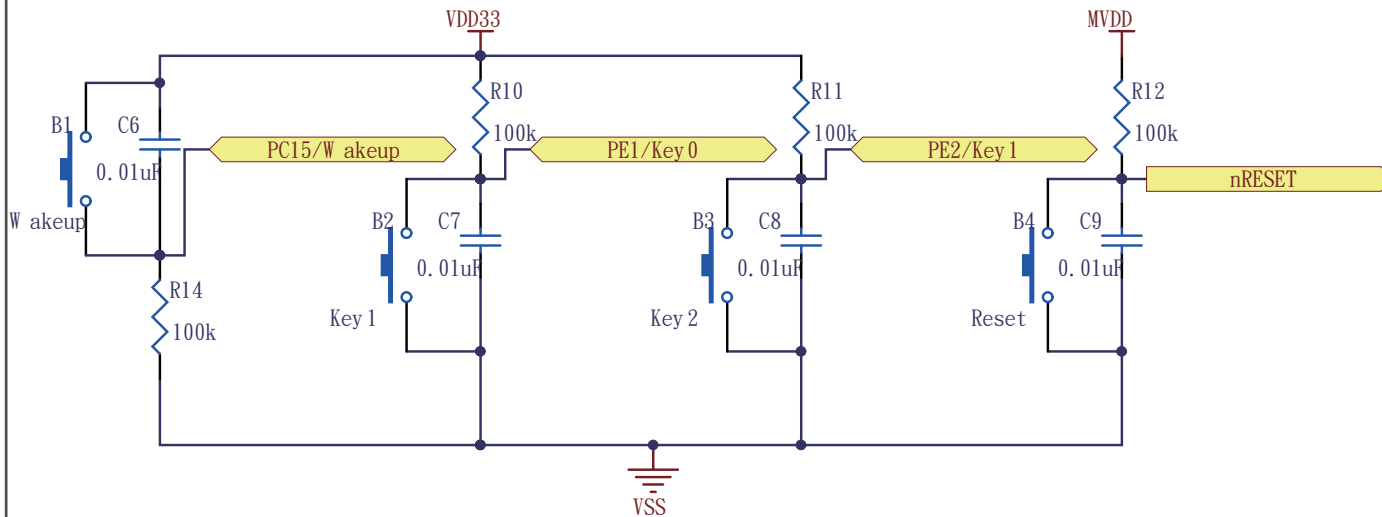 VDD33
MVDD
R10
R11
R12
B1
C6
100k
100k
100k
PC15/W akeup
PE1/Key 0
PE2/Key 1
0.01uF
nRESET
W akeup
B2
C7
B3
C8
B4
C9
0.01uF
0.01uF
0.01uF
R14
100k
Key 1
Key 2
Reset
VSS